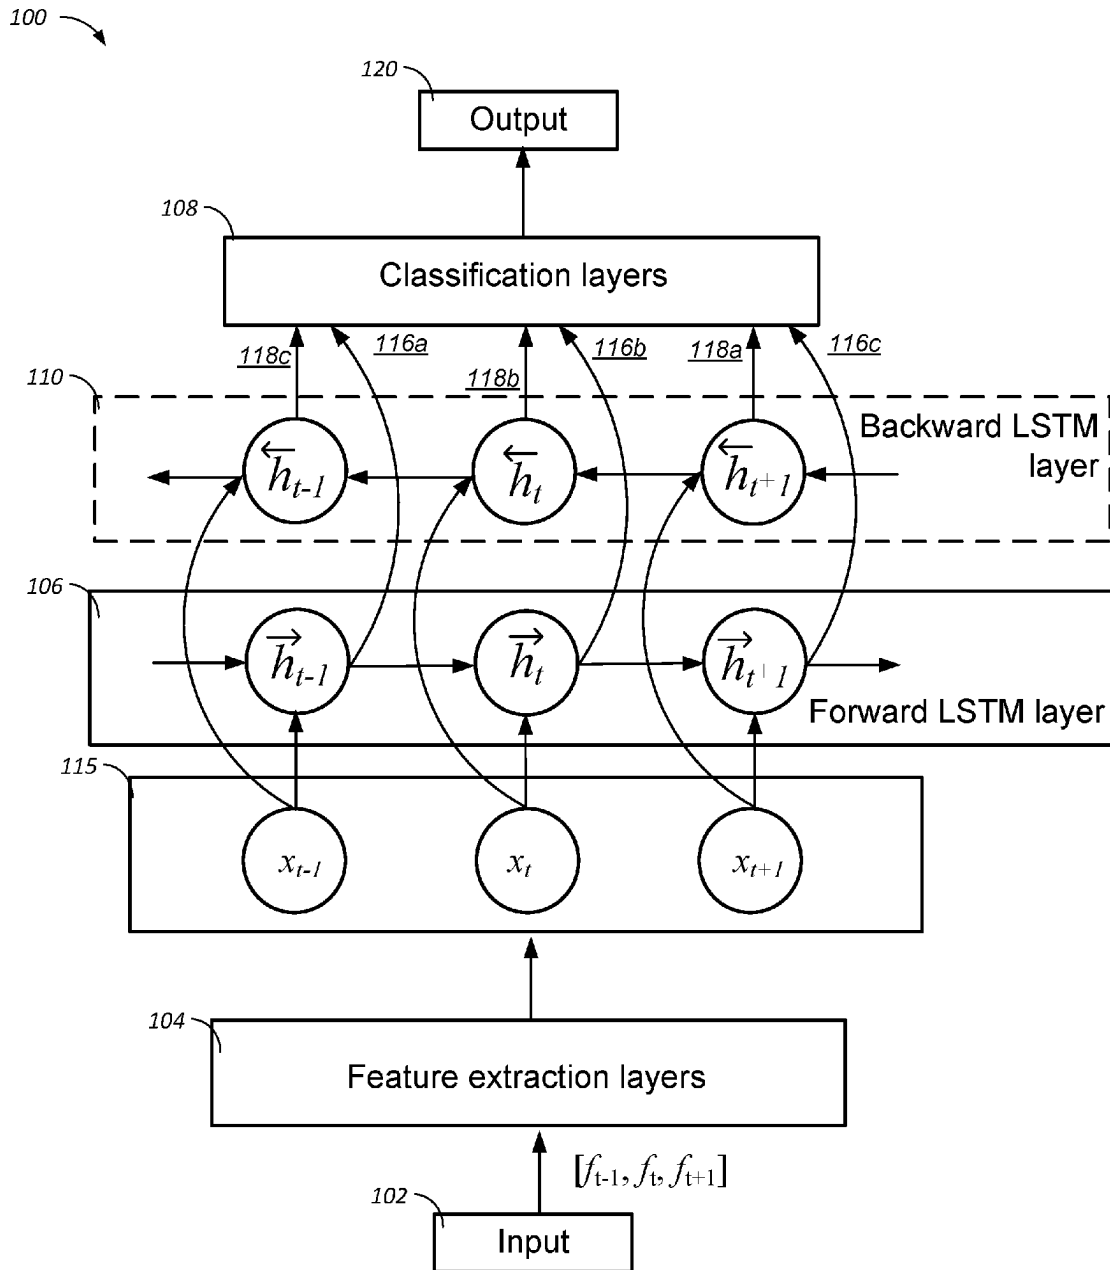 100
120
Output
108
Classification layers
118c 116a 118b 116b 118a 116c
110
Backward LSTM
layer
←h_{t-1} ←h_t ←h_{t+1}
106
→h_{t-1} →h_t →h_{t+1}
Forward LSTM layer
115
x_{t-1} x_t x_{t+1}
104
Feature extraction layers
[f_{t-1}, f_t, f_{t+1}]
102
Input